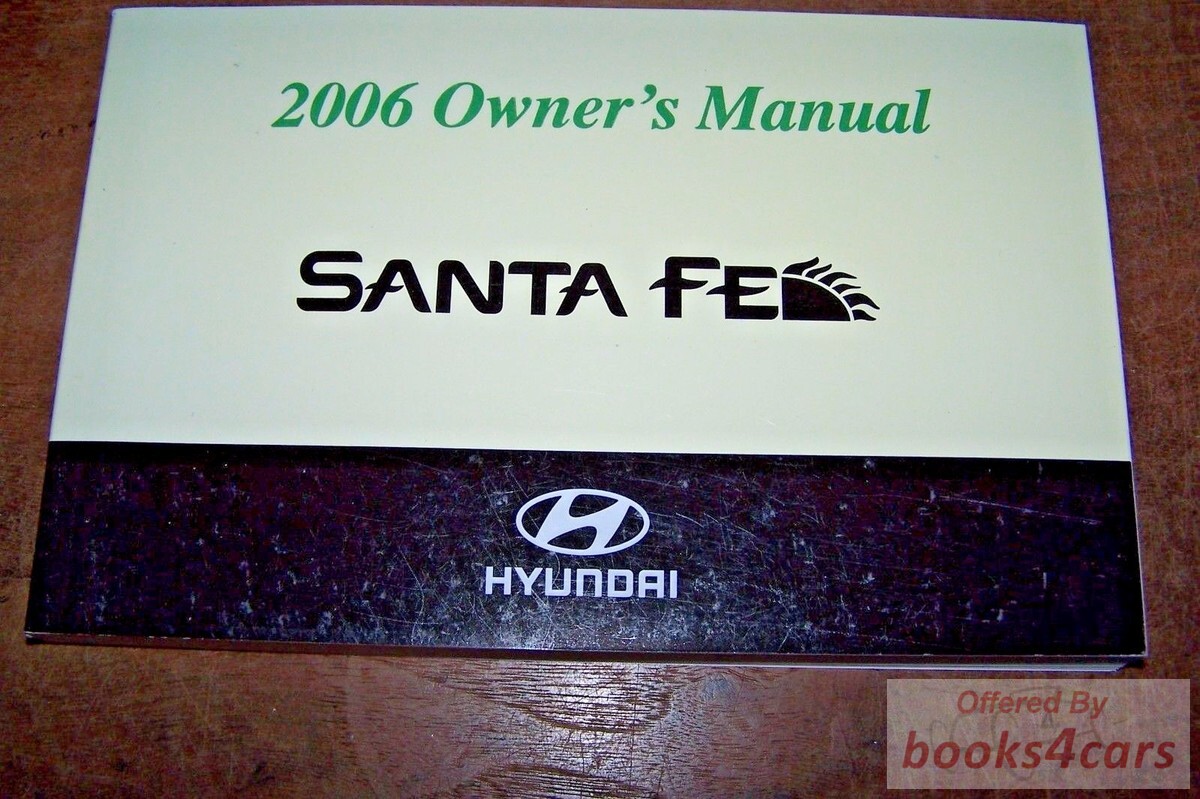 2006 Owner's Manual
SANTA FE
HYUNDAI
Offered By
books4cars